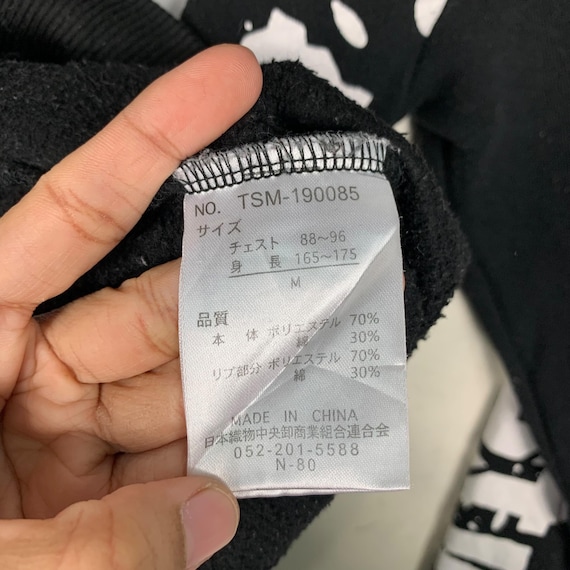 NO. TSM-190085
サイズ
チェスト 88〜96
身 長 165〜175
M
品質
本 体 ポリエステル 70%
綿 30%
リブ部分 ポリエステル 70%
綿 30%
MADE IN CHINA
日本織物中央卸商業組合連合会
052-201-5588
N-80